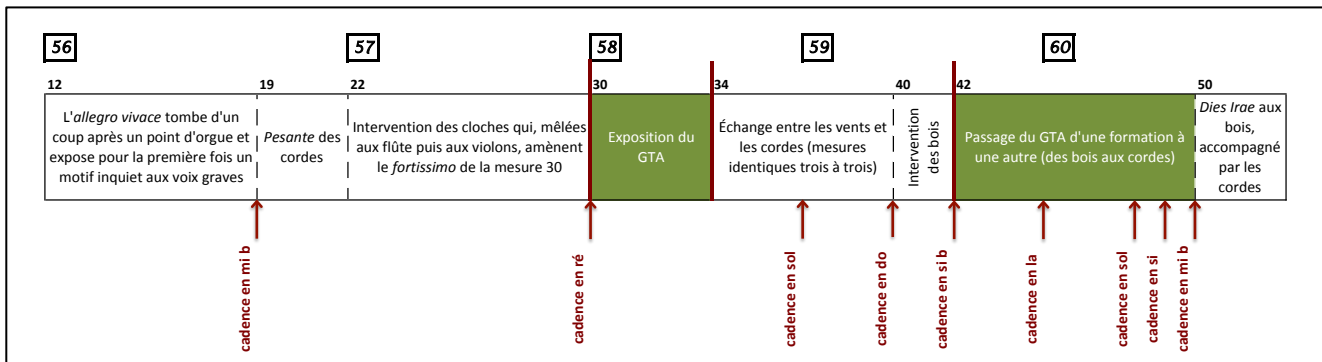 56
57
58
59
60
12
19
22
30
34
40
42
50
L'allegro vivace tombe d'un
coup après un point d'orgue et
expose pour la première fois un
motif inquiet aux voix graves
Pesante des
cordes
Intervention des cloches qui, mêlées
aux flûte puis aux violons, amènent
le fortissimo de la mesure 30
Exposition du
GTA
Échange entre les vents et
les cordes (mesures
identiques trois à trois)
Intervention
des bois
Passage du GTA d'une formation à
une autre (des bois aux cordes)
Dies Irae aux
bois,
accompagné
par les
cordes
cadence en mi b
cadence en ré
cadence en sol
cadence en do
cadence en si b
cadence en la
cadence en sol
cadence en si
cadence en mi b